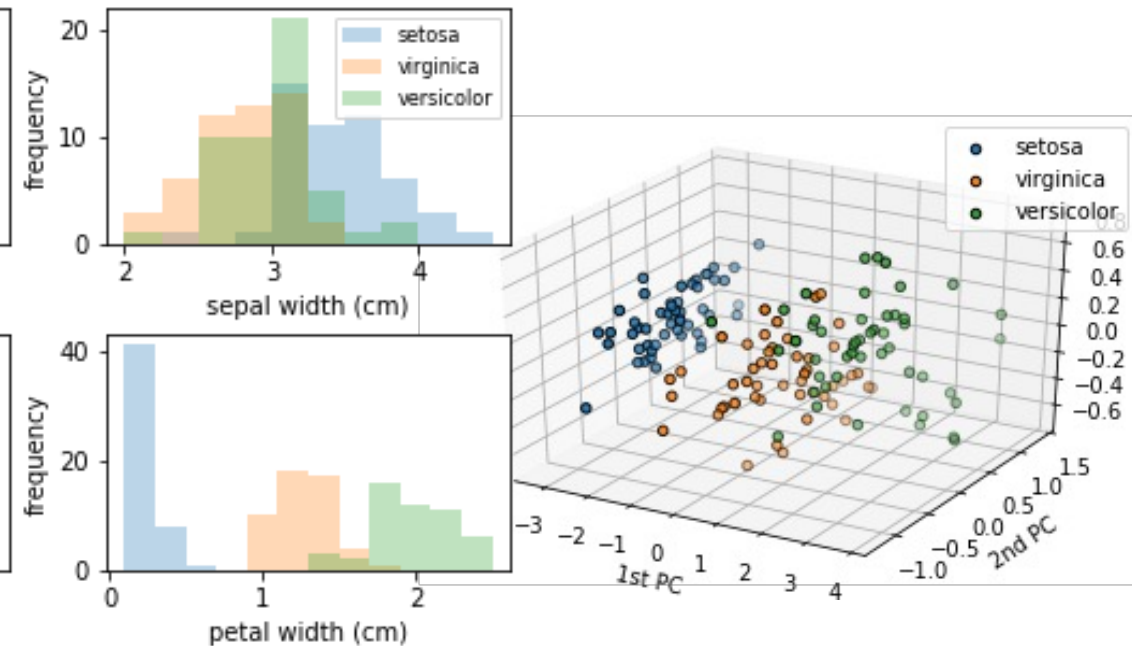 20
10
0
frequency
setosa
virginica
versicolor
2 3 4
sepal width (cm)
40
20
0
frequency
0 1 2
petal width (cm)
setosa
virginica
versicolor
0.8
0.6
0.4
0.2
0.0
−0.2
−0.4
−0.6
−3 −2 −1 0 1 2 3 4
1st PC
−1.0 −0.5 0.0 0.5 1.0 1.5
2nd PC